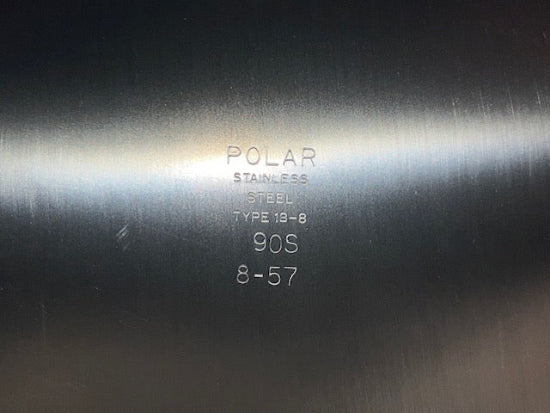 POLAR
STAINLESS
STEEL
TYPE 18-8
90S
8-57